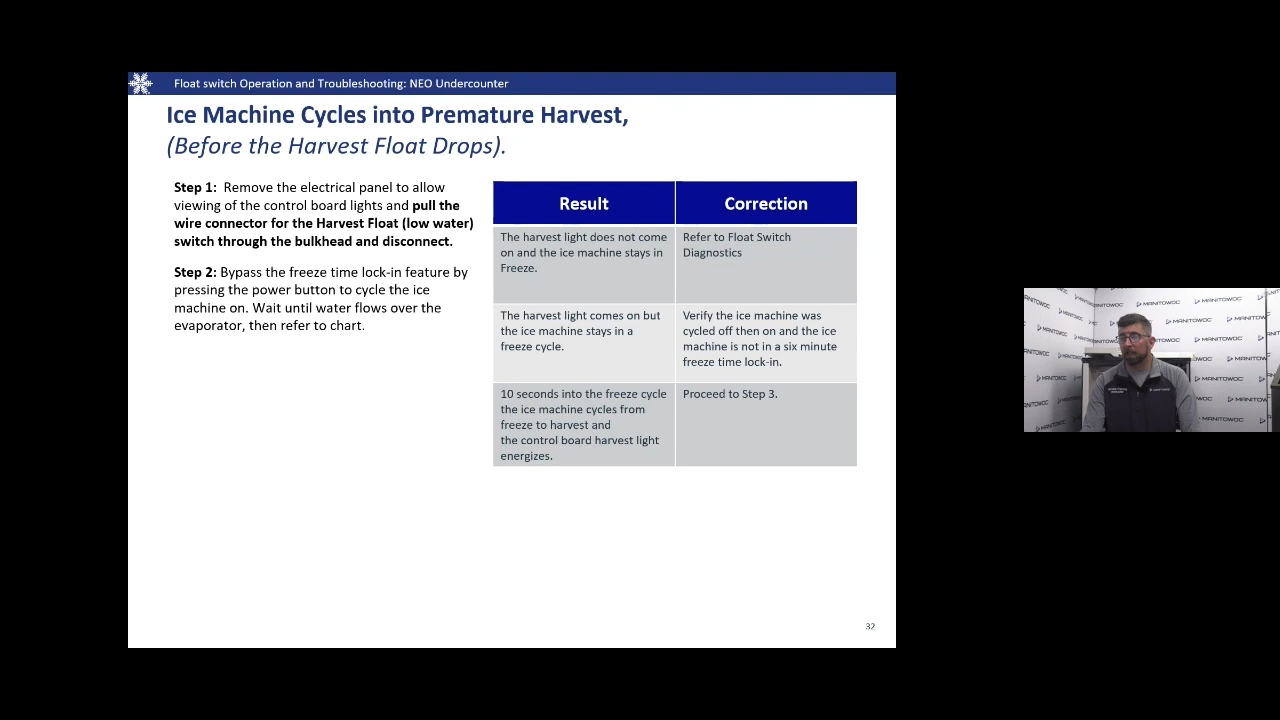 Float switch Operation and Troubleshooting: NEO Undercounter
Ice Machine Cycles into Premature Harvest,
(Before the Harvest Float Drops).
Step 1: Remove the electrical panel to allow
viewing of the control board lights and pull the
wire connector for the Harvest Float (low water)
switch through the bulkhead and disconnect.
Step 2: Bypass the freeze time lock-in feature by
pressing the power button to cycle the ice
machine on. Wait until water flows over the
evaporator, then refer to chart.
Result
Correction
The harvest light does not come
on and the ice machine stays in
Freeze.
Refer to Float Switch
Diagnostics
The harvest light comes on but
the ice machine stays in a
freeze cycle.
Verify the ice machine was
cycled off then on and the ice
machine is not in a six minute
freeze time lock-in.
10 seconds into the freeze cycle
the ice machine cycles from
freeze to harvest and
the control board harvest light
energizes.
Proceed to Step 3.
32
MANITOWOC
MANITOWOC
MANITOWOC
MANITOWOC
MANITOWOC